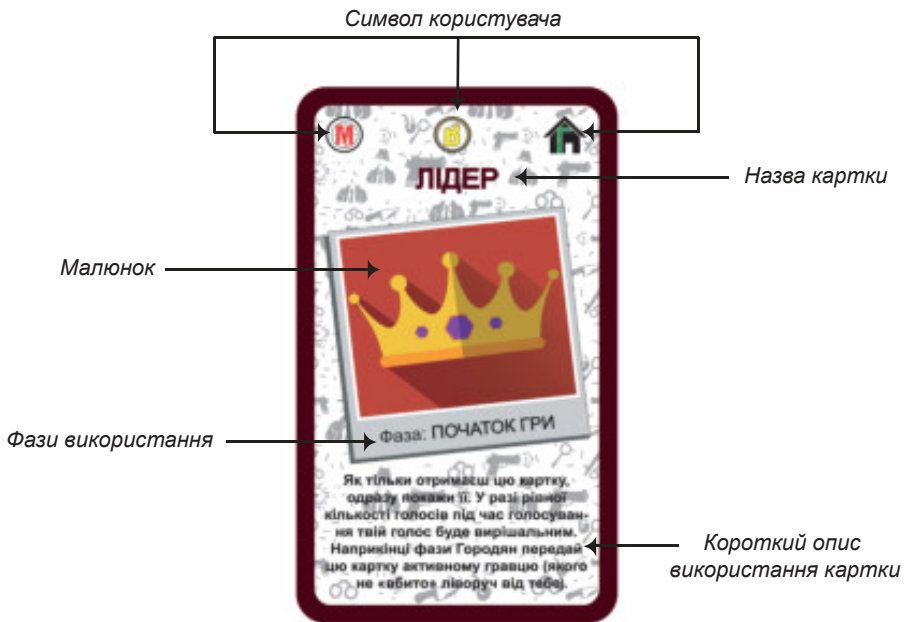 Символ користувача
М
ЛІДЕР
Назва картки
Малюнок
Фаза: ПОЧАТОК ГРИ
Фази використання
Як тільки отримаєш цю картку,
одразу покажи її. У разі рівної
кількості голосів під час голосуван-
ня твій голос буде вирішальним.
Наприкінці фази Городян передай
цю картку активному гравцю (якого
не «вбито» ліворуч від тебе).
Короткий опис
використання картки